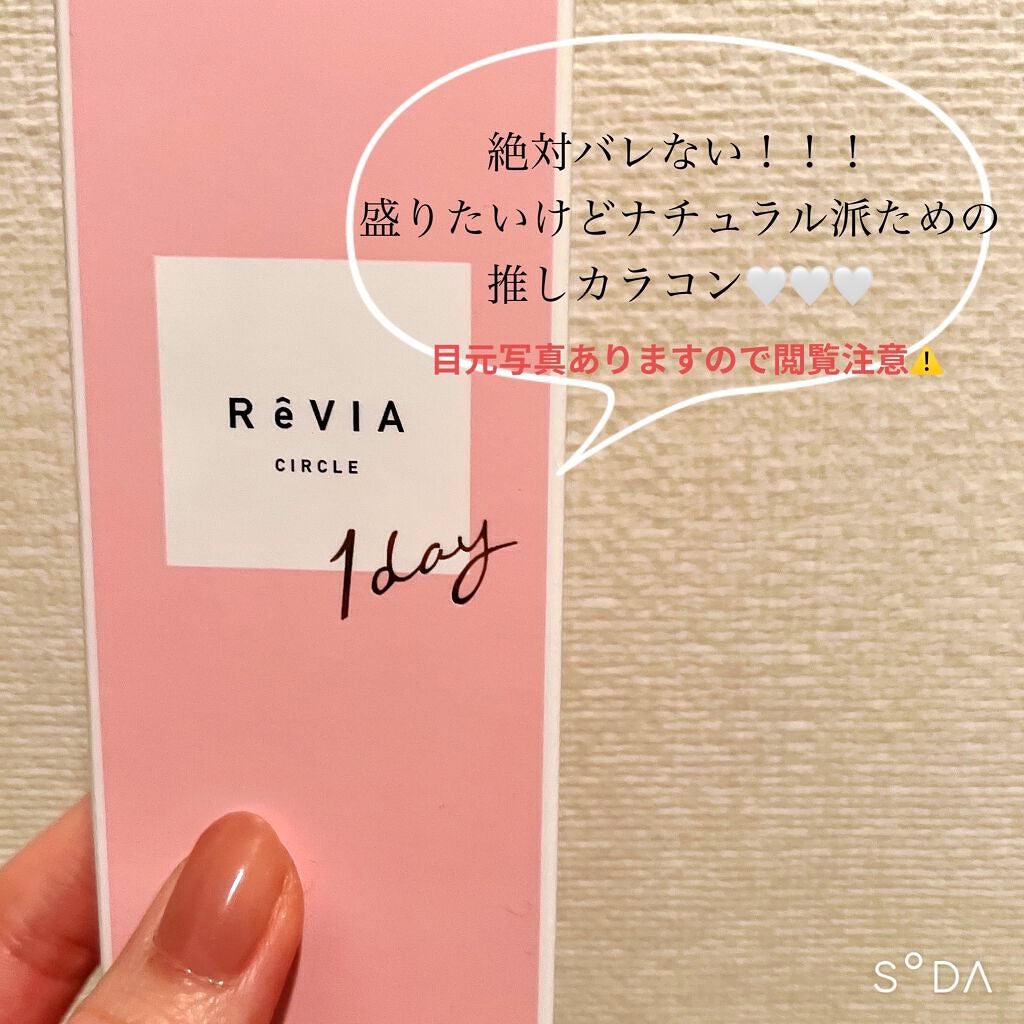 絶対バレない！！！
盛りたいけどナチュラル派ための
推しカラコン🤍🤍🤍
目元写真ありますので閲覧注意⚠️
RêVIA
CIRCLE
1day
S°DA